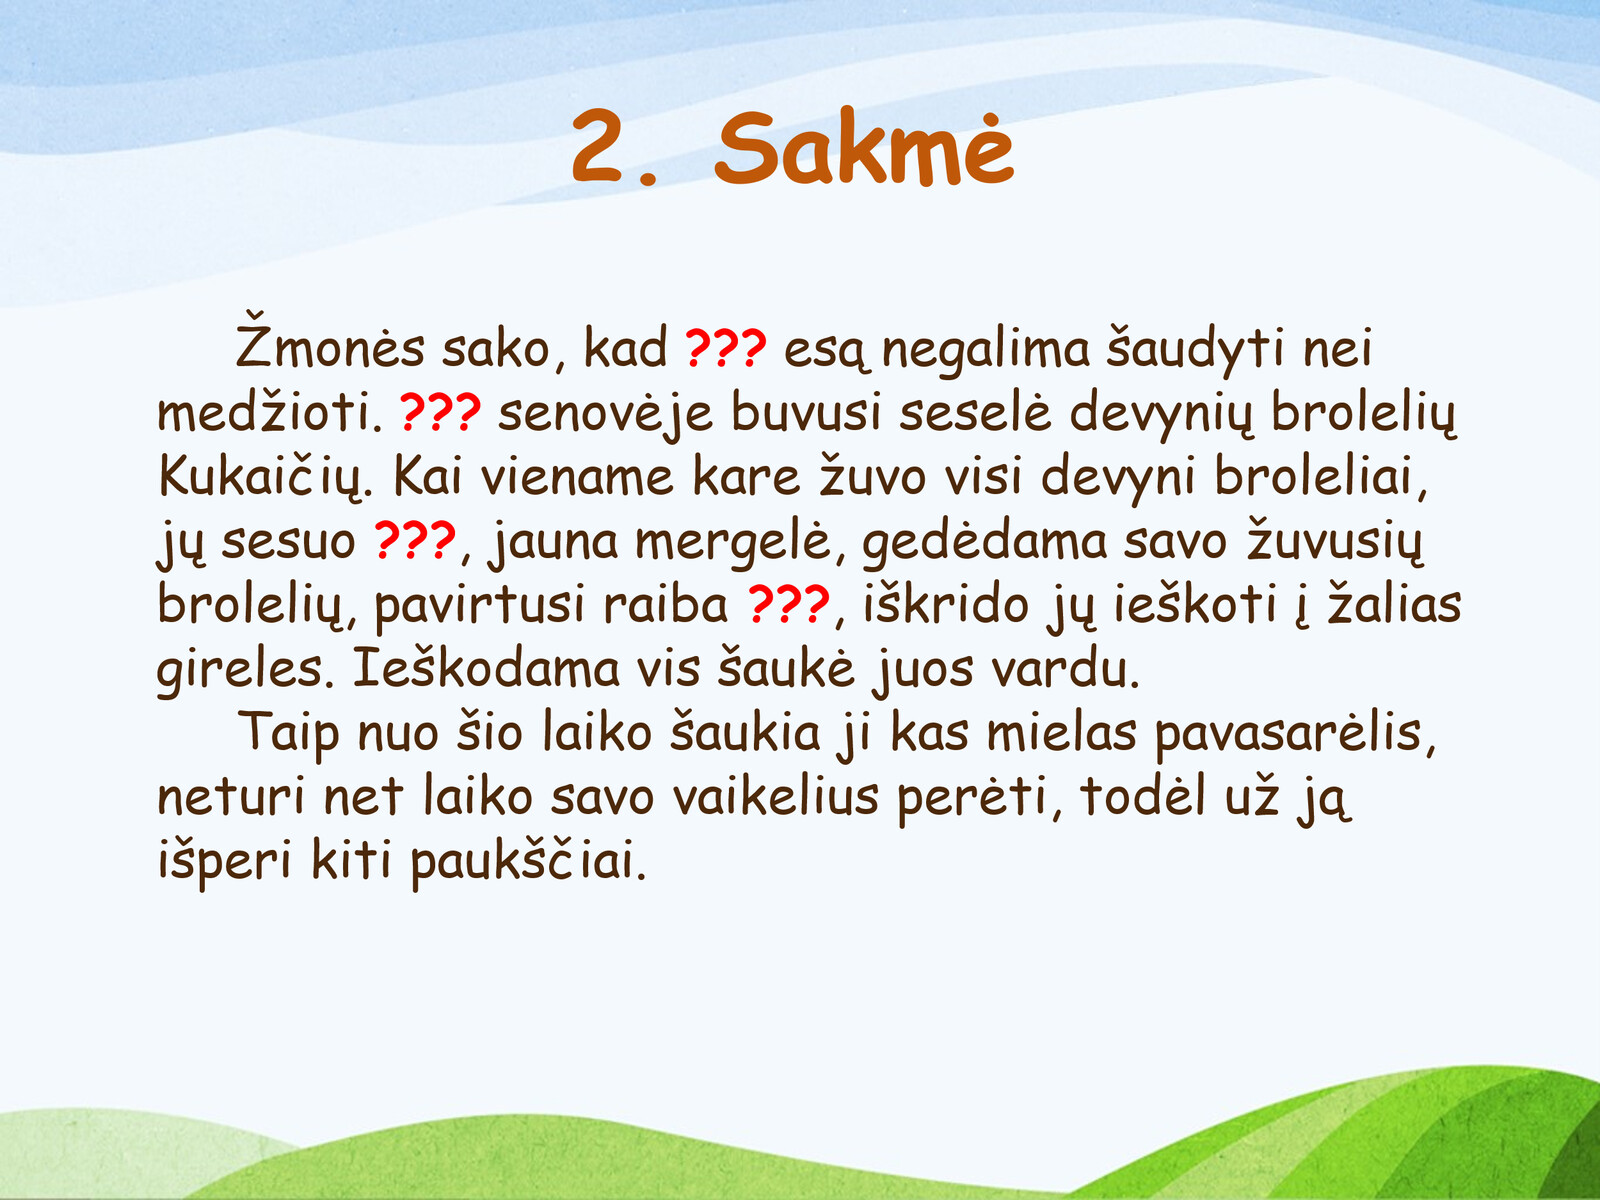 2. Sakmė
Žmonės sako, kad ??? esą negalima šaudyti nei
medžioti. ??? senovėje buvusi seselė devynių brolelių
Kukaičių. Kai viename kare žuvo visi devyni broleliai,
jų sesuo ???, jauna mergelė, gedėdama savo žuvusių
brolelių, pavirtusi raiba ???, iškrido jų ieškoti į žalias
gireles. Ieškodama vis šaukė juos vardu.
Taip nuo šio laiko šaukia ji kas mielas pavasarėlis,
neturi net laiko savo vaikelius perėti, todėl už ją
išperi kiti paukščiai.